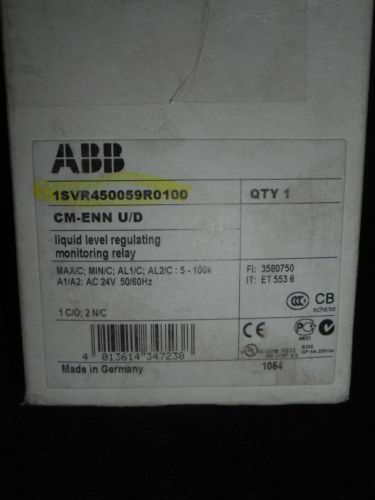 ABB
1SVR450059R0100 QTY 1
CM-ENN U/D
liquid level regulating
monitoring relay
MAX/C; MIN/C; AL1/C; AL2/C : 5 - 100k FI: 3580750
A1/A2: AC 24V 50/60Hz IT: ET 553 6
1 C/O; 2 N/C
CCC CB
scheme
CE
4 013614 347238
Made in Germany 1064